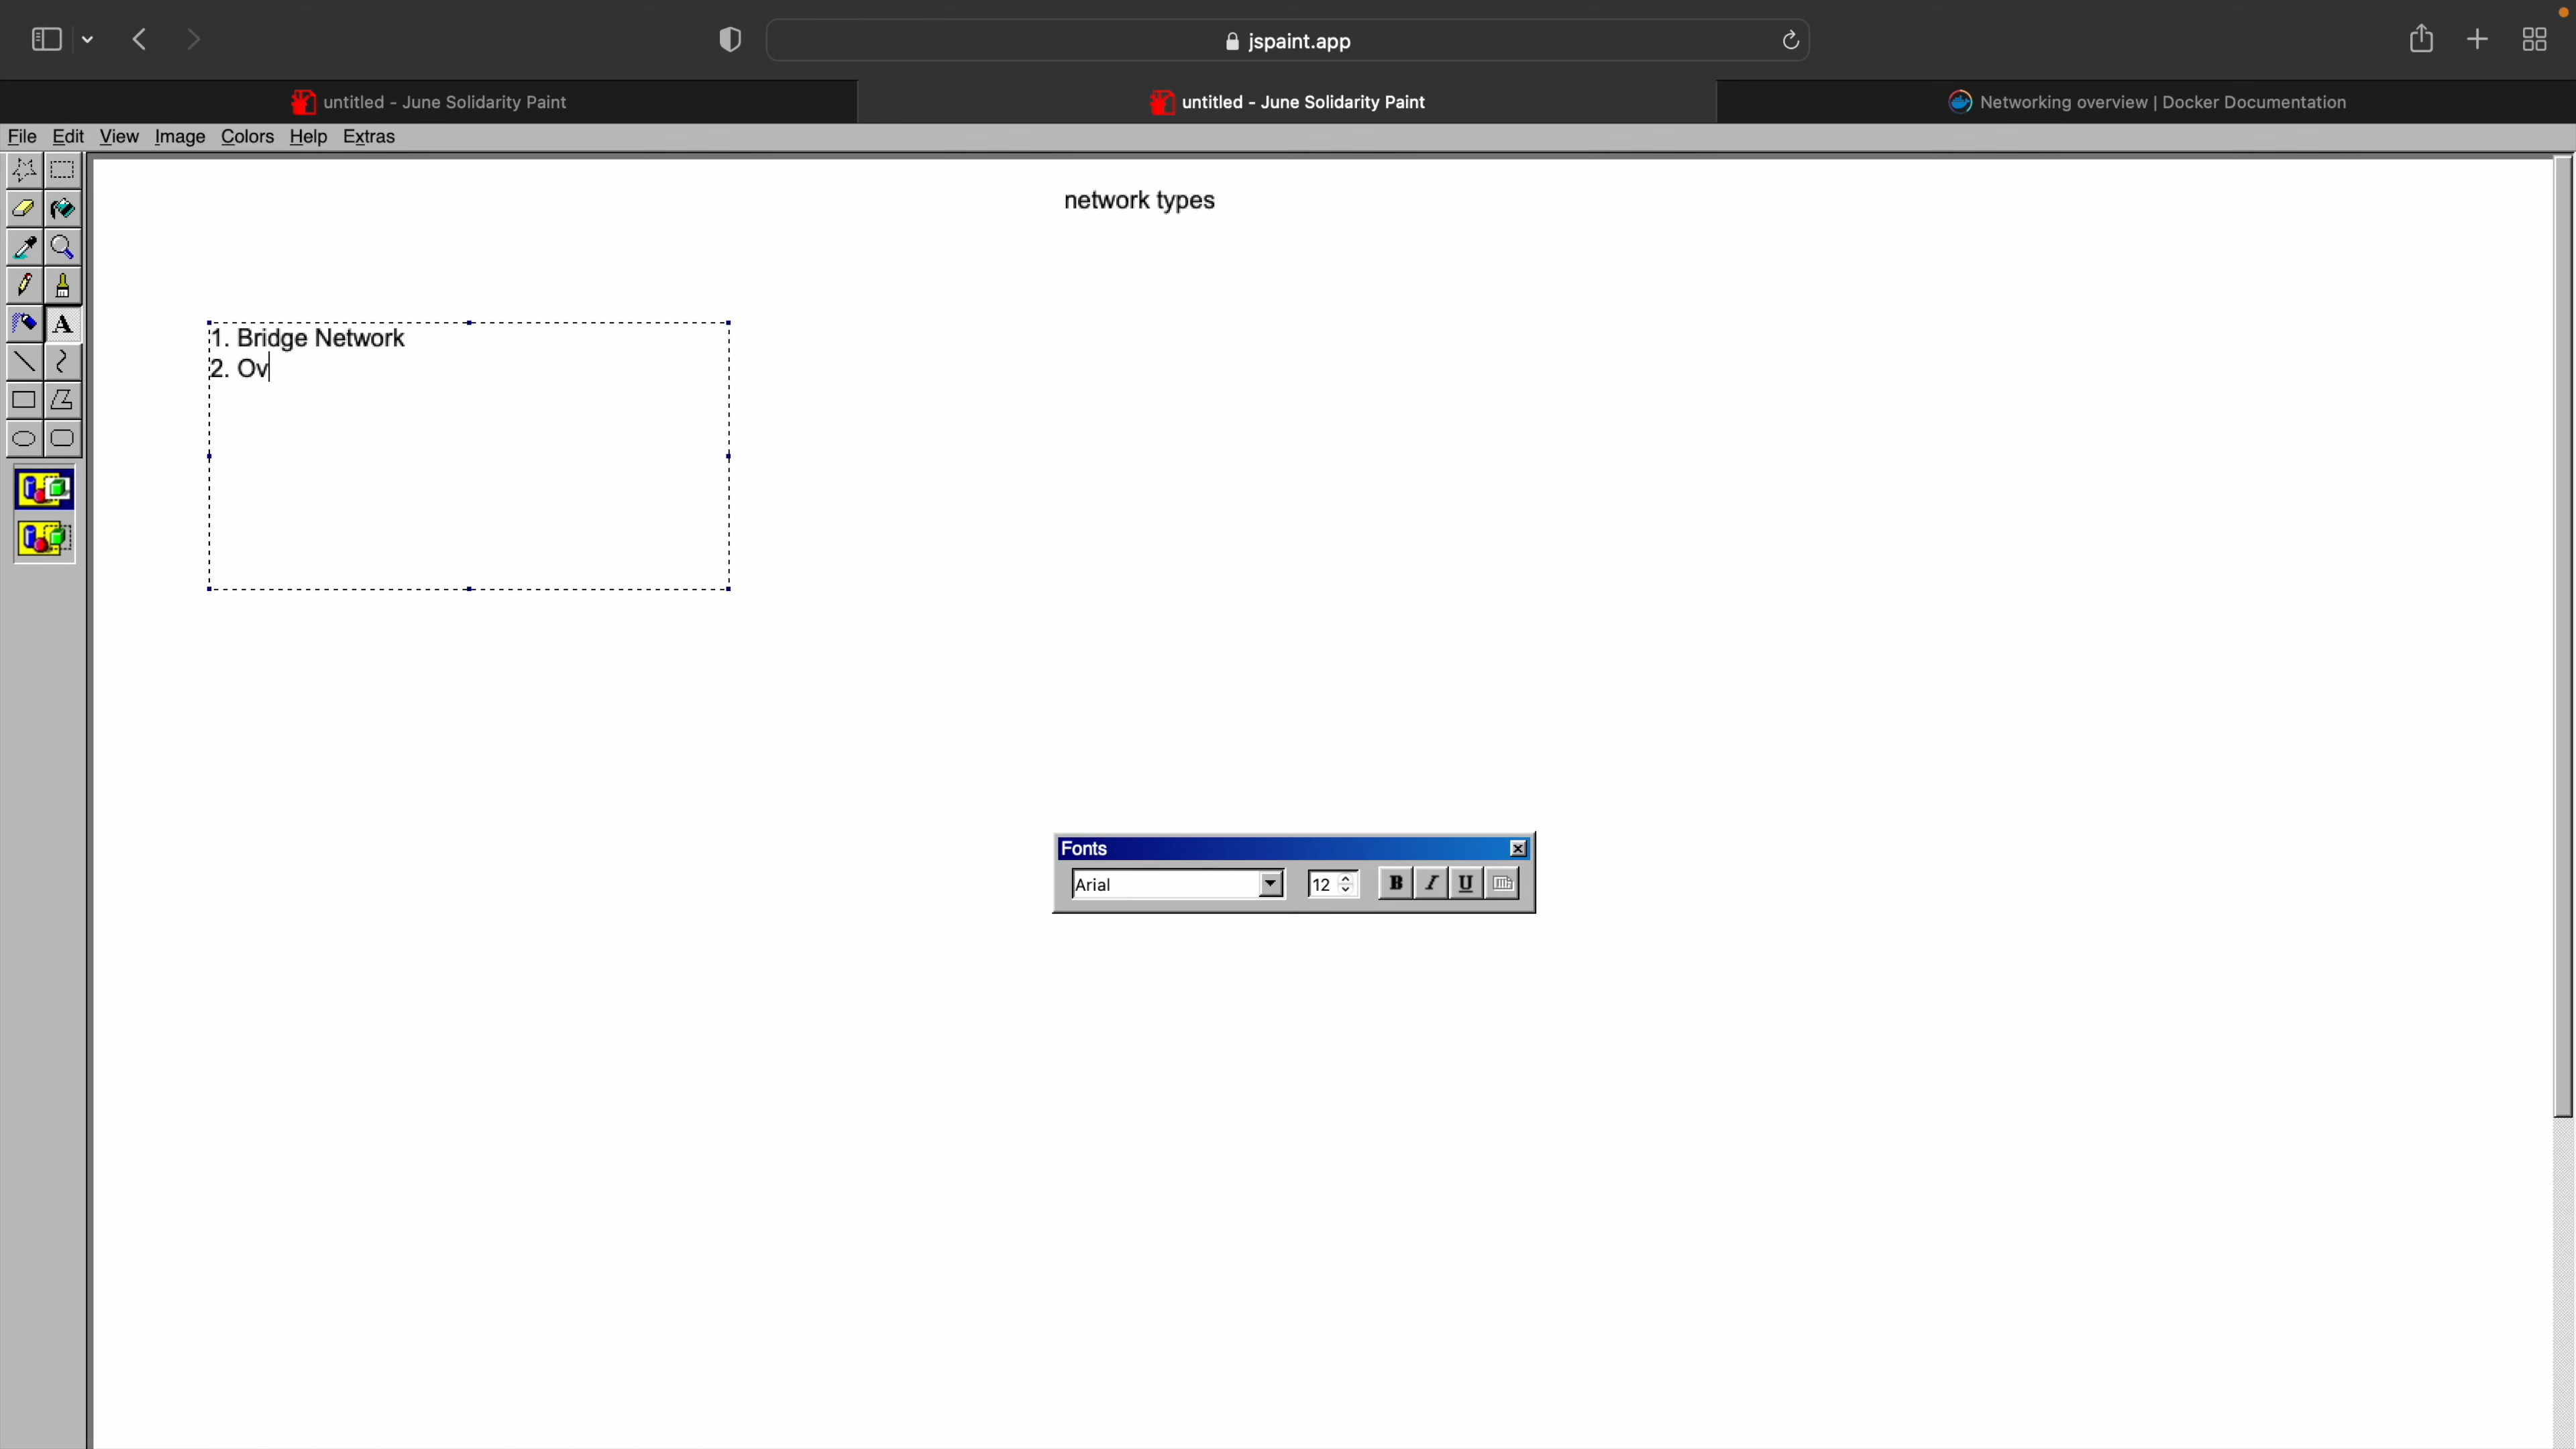 jspaint.app
untitled - June Solidarity Paint
untitled - June Solidarity Paint
Networking overview | Docker Documentation
File Edit View Image Colors Help Extras
network types
1. Bridge Network
2. Ov
A
Fonts
Arial
12
B I U